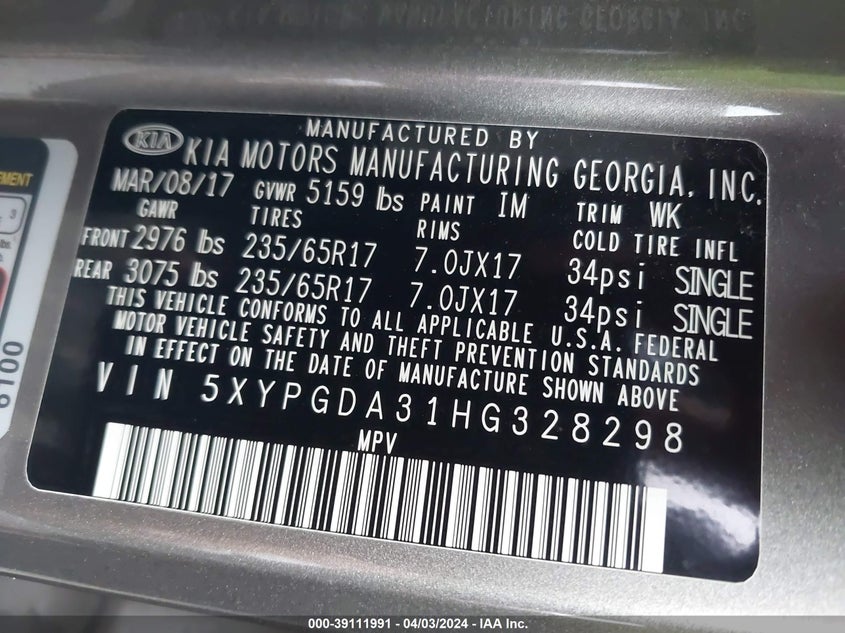 KIA
MANUFACTURED BY
KIA MOTORS MANUFACTURING GEORGIA, INC.
MAR/08/17 GVWR 5159 lbs PAINT IM TRIM WK
GAWR TIRES RIMS COLD TIRE INFL
FRONT 2976 lbs 235/65R17 7.0JX17 34psi SINGLE
REAR 3075 lbs 235/65R17 7.0JX17 34psi SINGLE
THIS VEHICLE CONFORMS TO ALL APPLICABLE U.S.A. FEDERAL
MOTOR VEHICLE SAFETY AND THEFT PREVENTION STANDARDS
IN EFFECT ON THE DATE OF MANUFACTURE SHOWN ABOVE
VIN 5XYPGDA31HG328298
MPV
6100
000-39111991 - 04/03/2024 - IAA Inc.